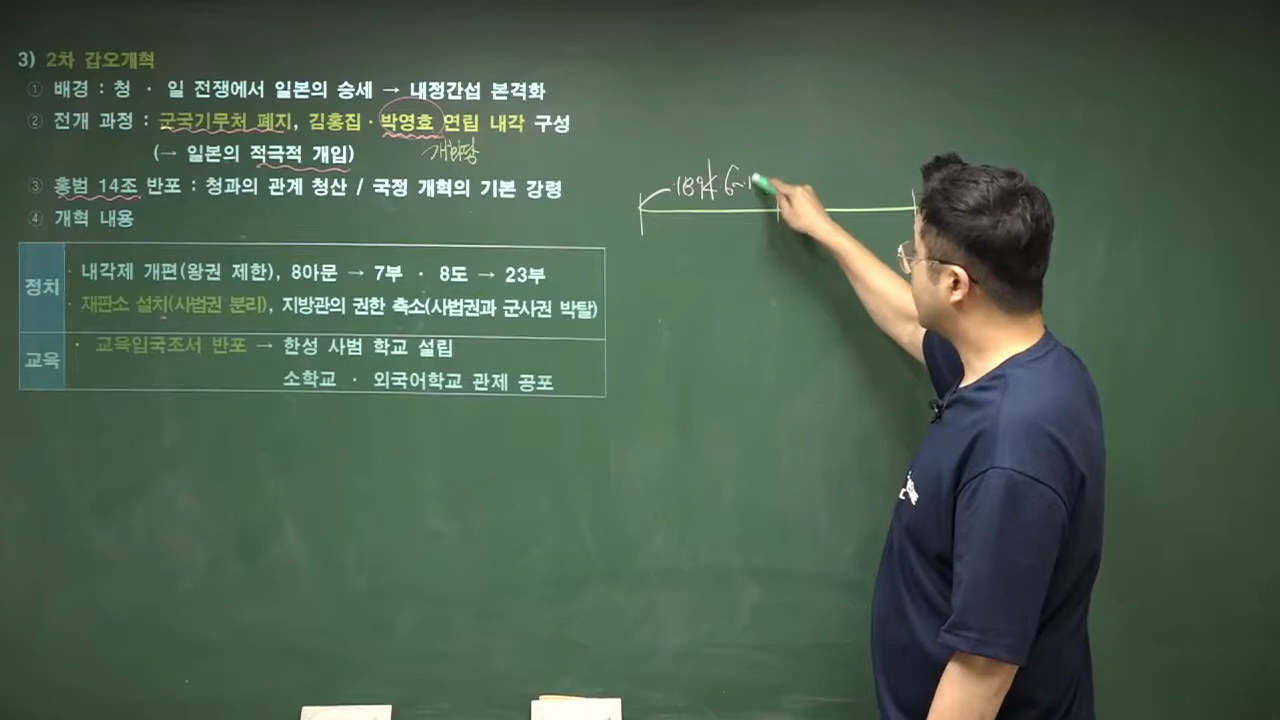 3) 2차 갑오개혁
① 배경 : 청 · 일 전쟁에서 일본의 승세 → 내정간섭 본격화
② 전개 과정 : 군국기무처 폐지, 김홍집 · 박영효 연립 내각 구성
개화당
(→ 일본의 적극적 개입)
③ 홍범 14조 반포 : 청과의 관계 청산 / 국정 개혁의 기본 강령
④ 개혁 내용
정치
· 내각제 개편(왕권 제한), 8아문 → 7부 · 8도 → 23부
· 재판소 설치(사법권 분리), 지방관의 권한 축소(사법권과 군사권 박탈)
교육
· 교육입국조서 반포 → 한성 사범 학교 설립
소학교 · 외국어학교 관제 공포
1894 6~1